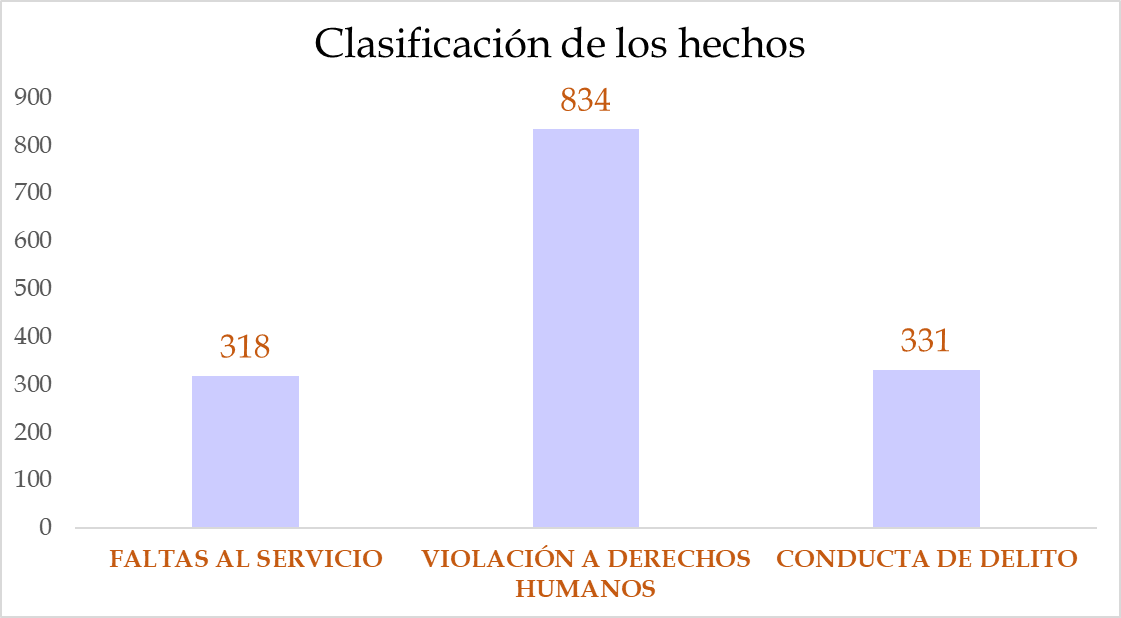 Clasificación de los hechos
900
800
700
600
500
400
300
200
100
0
318
834
331
FALTAS AL SERVICIO
VIOLACIÓN A DERECHOS
HUMANOS
CONDUCTA DE DELITO